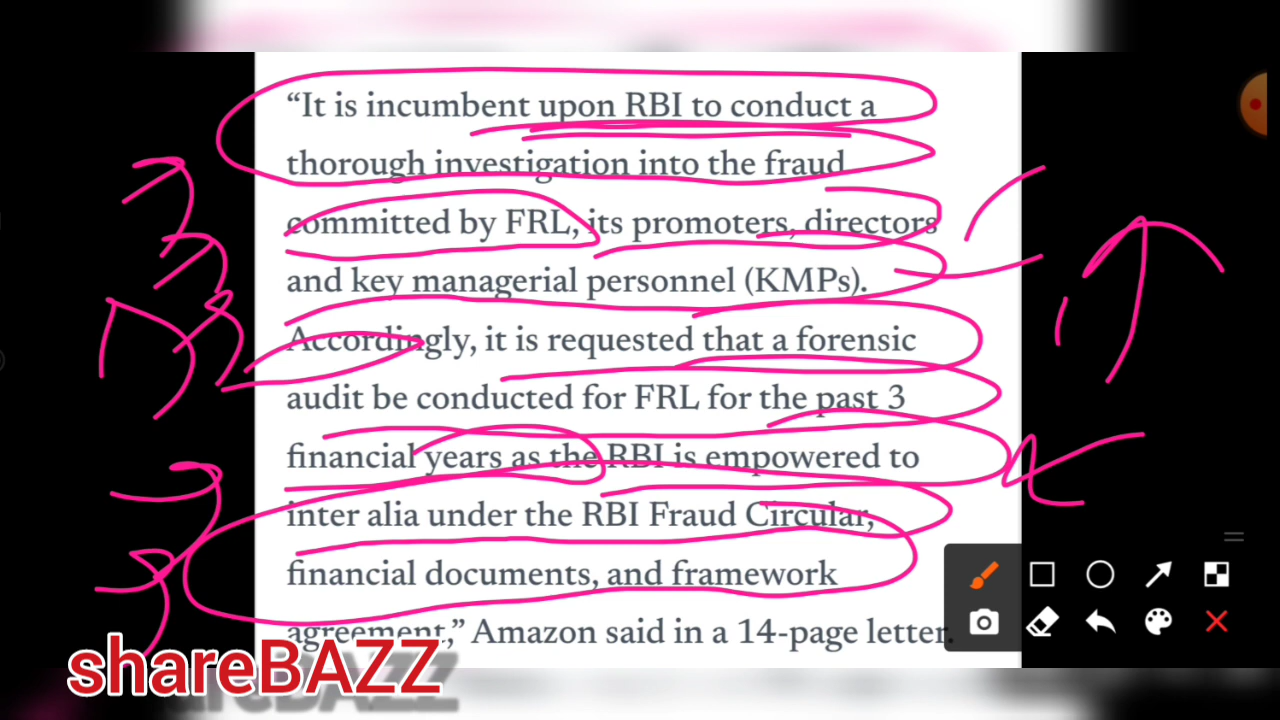 “It is incumbent upon RBI to conduct a
thorough investigation into the fraud
committed by FRL, its promoters, directors
and key managerial personnel (KMPs).
Accordingly, it is requested that a forensic
audit be conducted for FRL for the past 3
financial years as the RBI is empowered to
inter alia under the RBI Fraud Circular,
financial documents, and framework
agreement,” Amazon said in a 14-page letter.
shareBAZZ